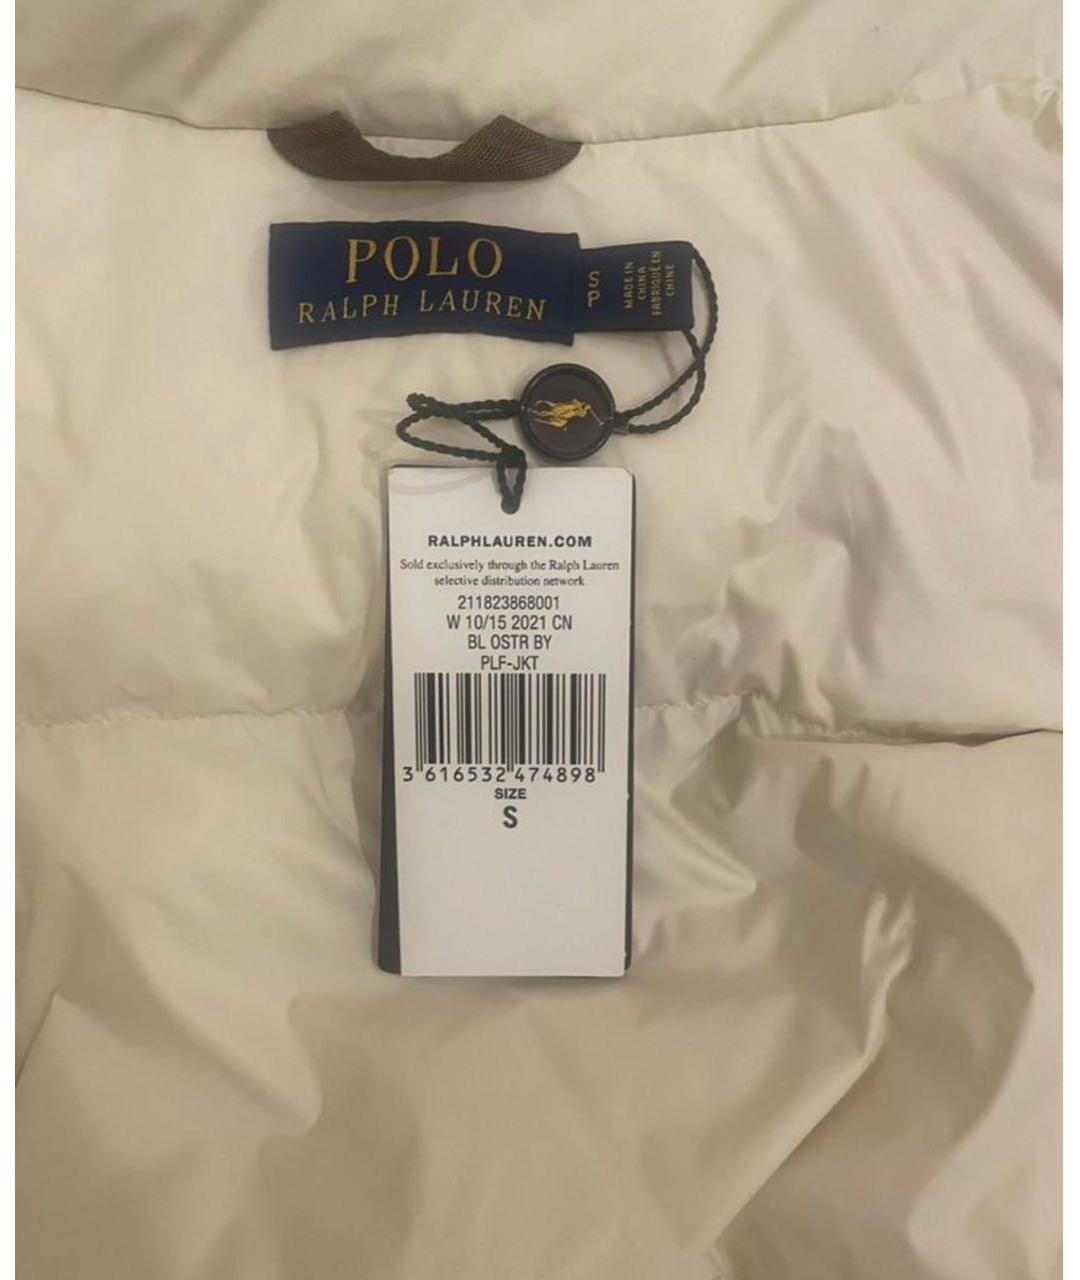 POLO
RALPH LAUREN
S
P
MADE IN
CHINA
FABRIQUÉ EN
CHINE
RALPHLAUREN.COM
Sold exclusively through the Ralph Lauren
selective distribution network
211823868001
W 10/15 2021 CN
BL OSTR BY
PLF-JKT
3 616532 474898
SIZE
S